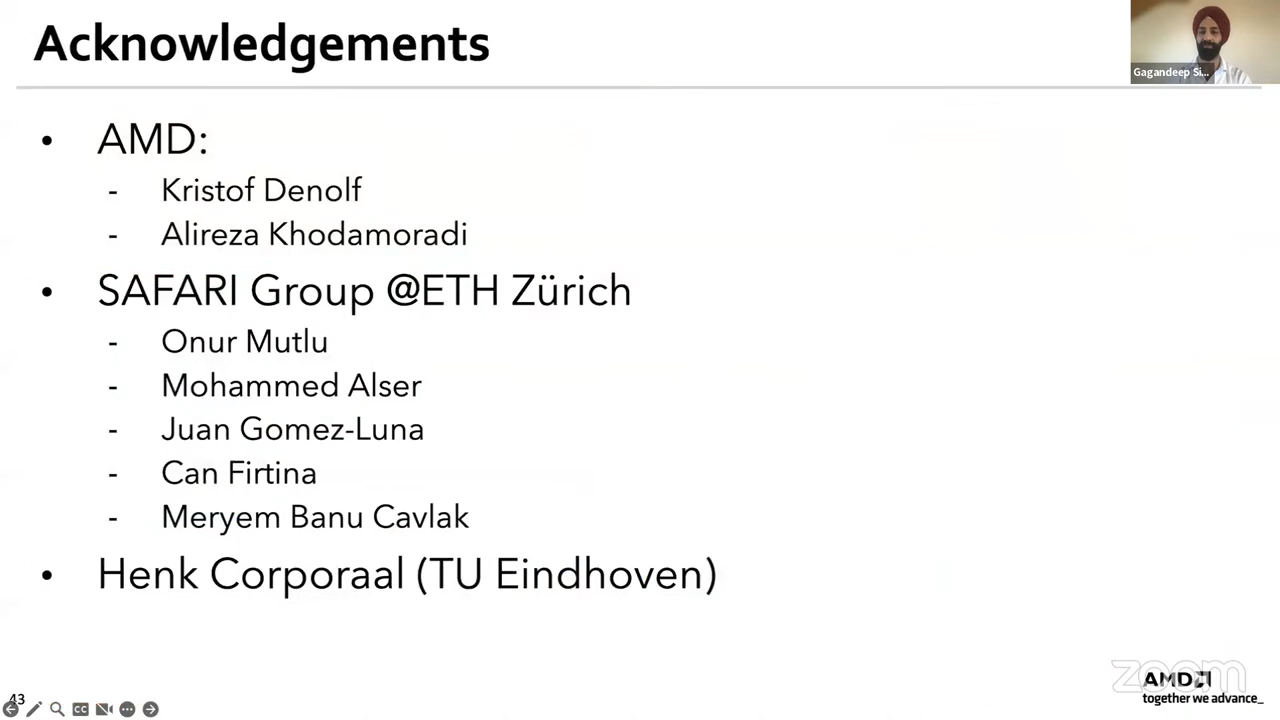 Acknowledgements
Gagandeep Si...
• AMD:
- Kristof Denolf
- Alireza Khodamoradi
• SAFARI Group @ETH Zürich
- Onur Mutlu
- Mohammed Alser
- Juan Gomez-Luna
- Can Firtina
- Meryem Banu Cavlak
• Henk Corporaal (TU Eindhoven)
zoom
AMD
together we advance_
43
CC